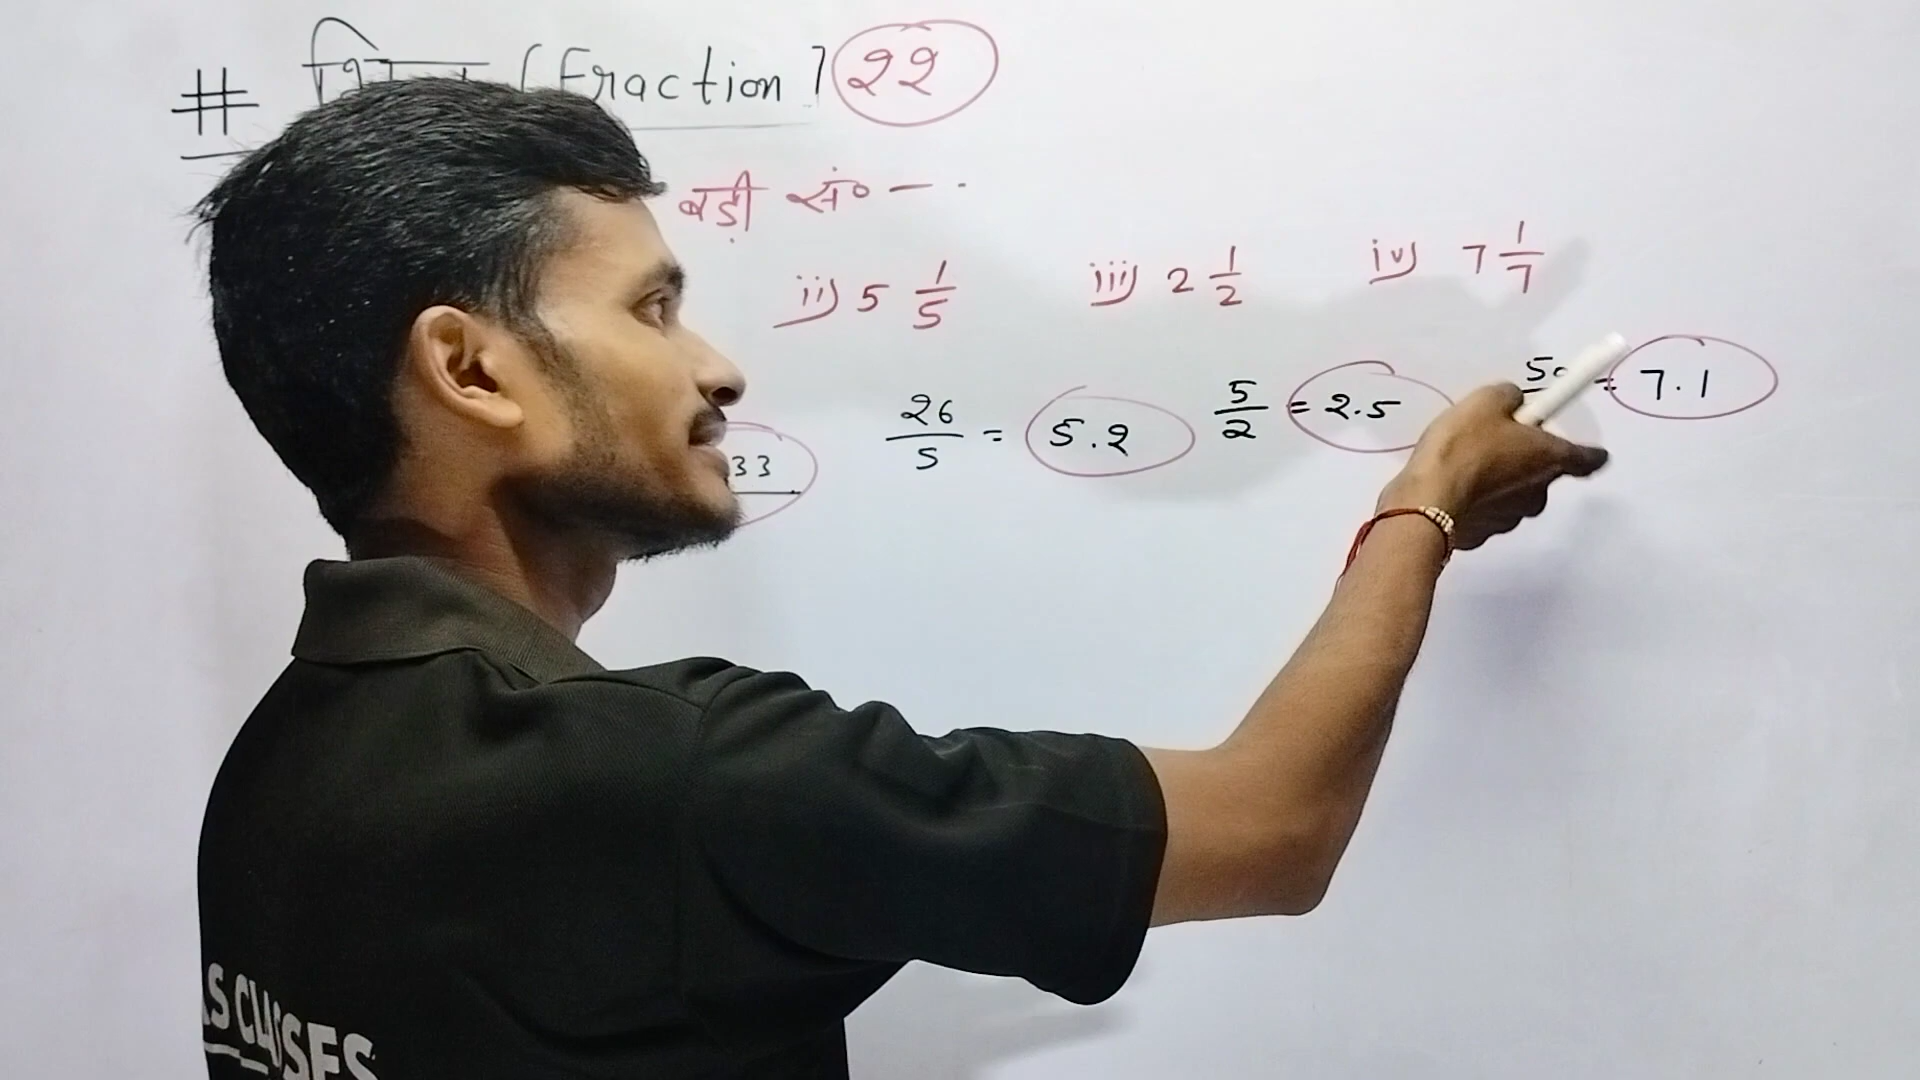 # (Fraction) 22
बड़ी सं० — .
ii) 5 1/5 iii) 2 1/2 iv) 7 1/7
33 26/5 = 5.2 5/2 = 2.5 50 = 7.1
S CLASSES